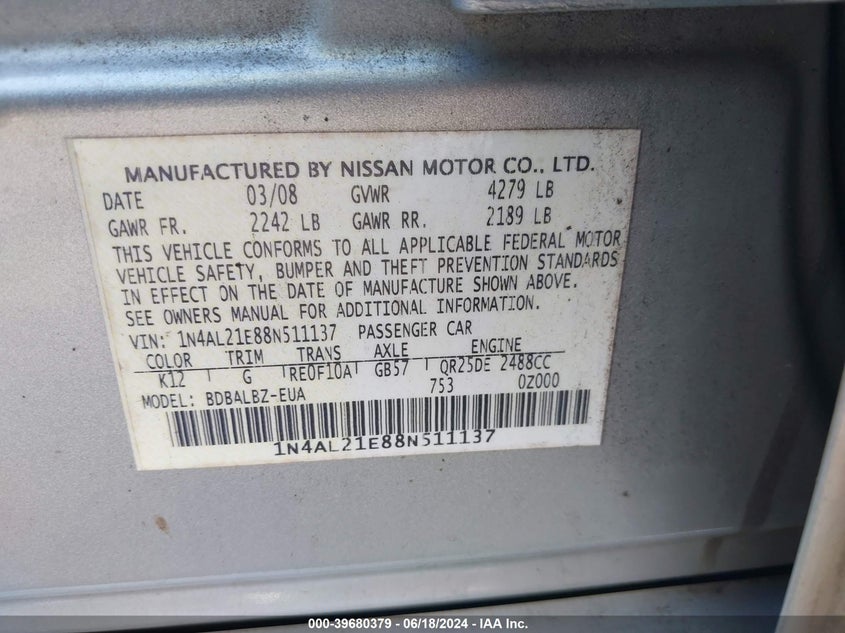 MANUFACTURED BY NISSAN MOTOR CO., LTD.
DATE 03/08 GVWR 4279 LB
GAWR FR. 2242 LB GAWR RR. 2189 LB
THIS VEHICLE CONFORMS TO ALL APPLICABLE FEDERAL MOTOR
VEHICLE SAFETY, BUMPER AND THEFT PREVENTION STANDARDS
IN EFFECT ON THE DATE OF MANUFACTURE SHOWN ABOVE.
SEE OWNERS MANUAL FOR ADDITIONAL INFORMATION.
VIN: 1N4AL21E88N511137 PASSENGER CAR
COLOR TRIM TRANS AXLE ENGINE
K12 G RE0F10A GB57 QR25DE 2488CC
MODEL: BDBALBZ-EUA 753 0Z000
1N4AL21E88N511137
000-39680379 - 06/18/2024 - IAA Inc.